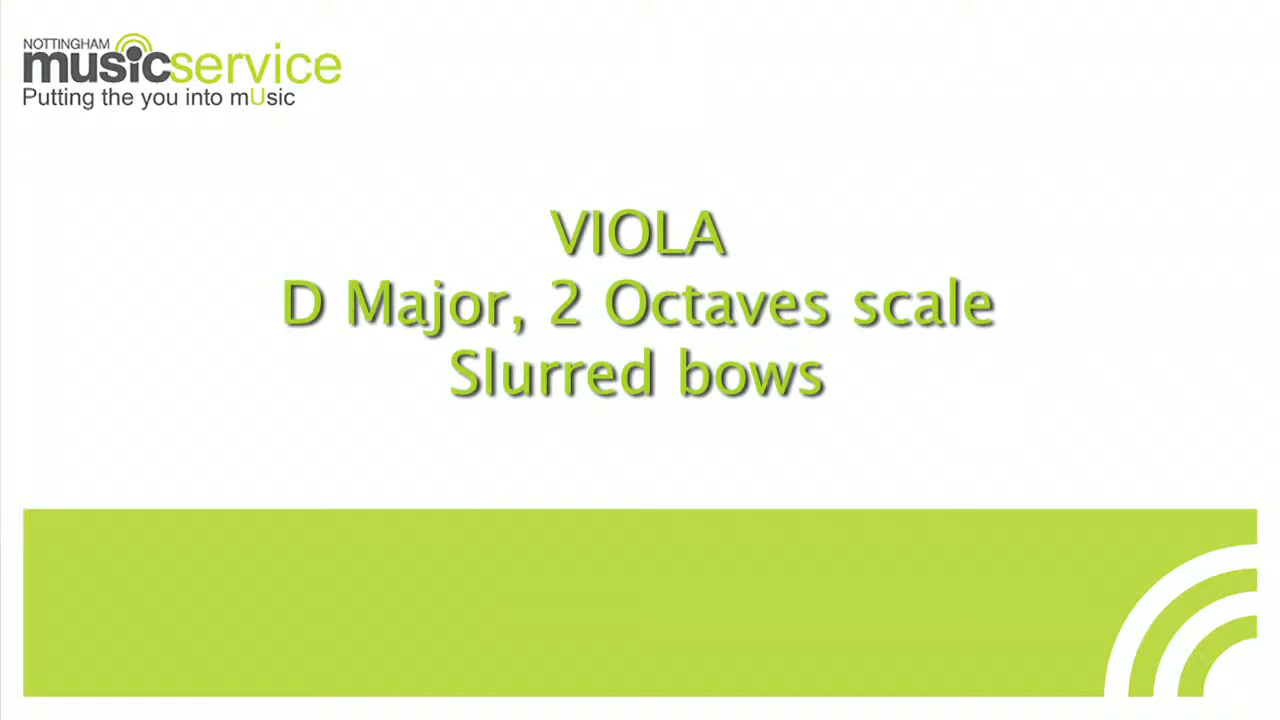 NOTTINGHAM
musicservice
Putting the you into mUsic
VIOLA
D Major, 2 Octaves scale
Slurred bows